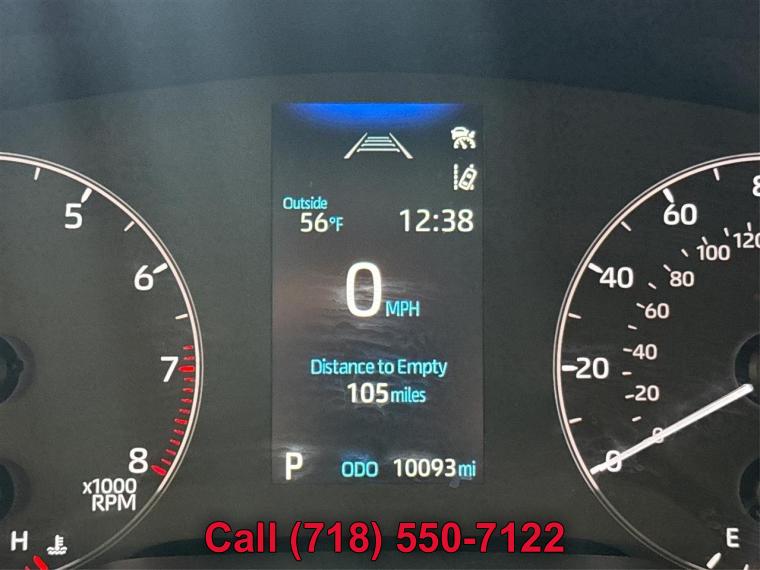 Outside
56°F 12:38
0 MPH
Distance to Empty
105 miles
P ODO 10093 mi
5
6
7
8
x1000
RPM
H
60
40
20
0
120
100
80
60
40
20
0
E
Call (718) 550-7122